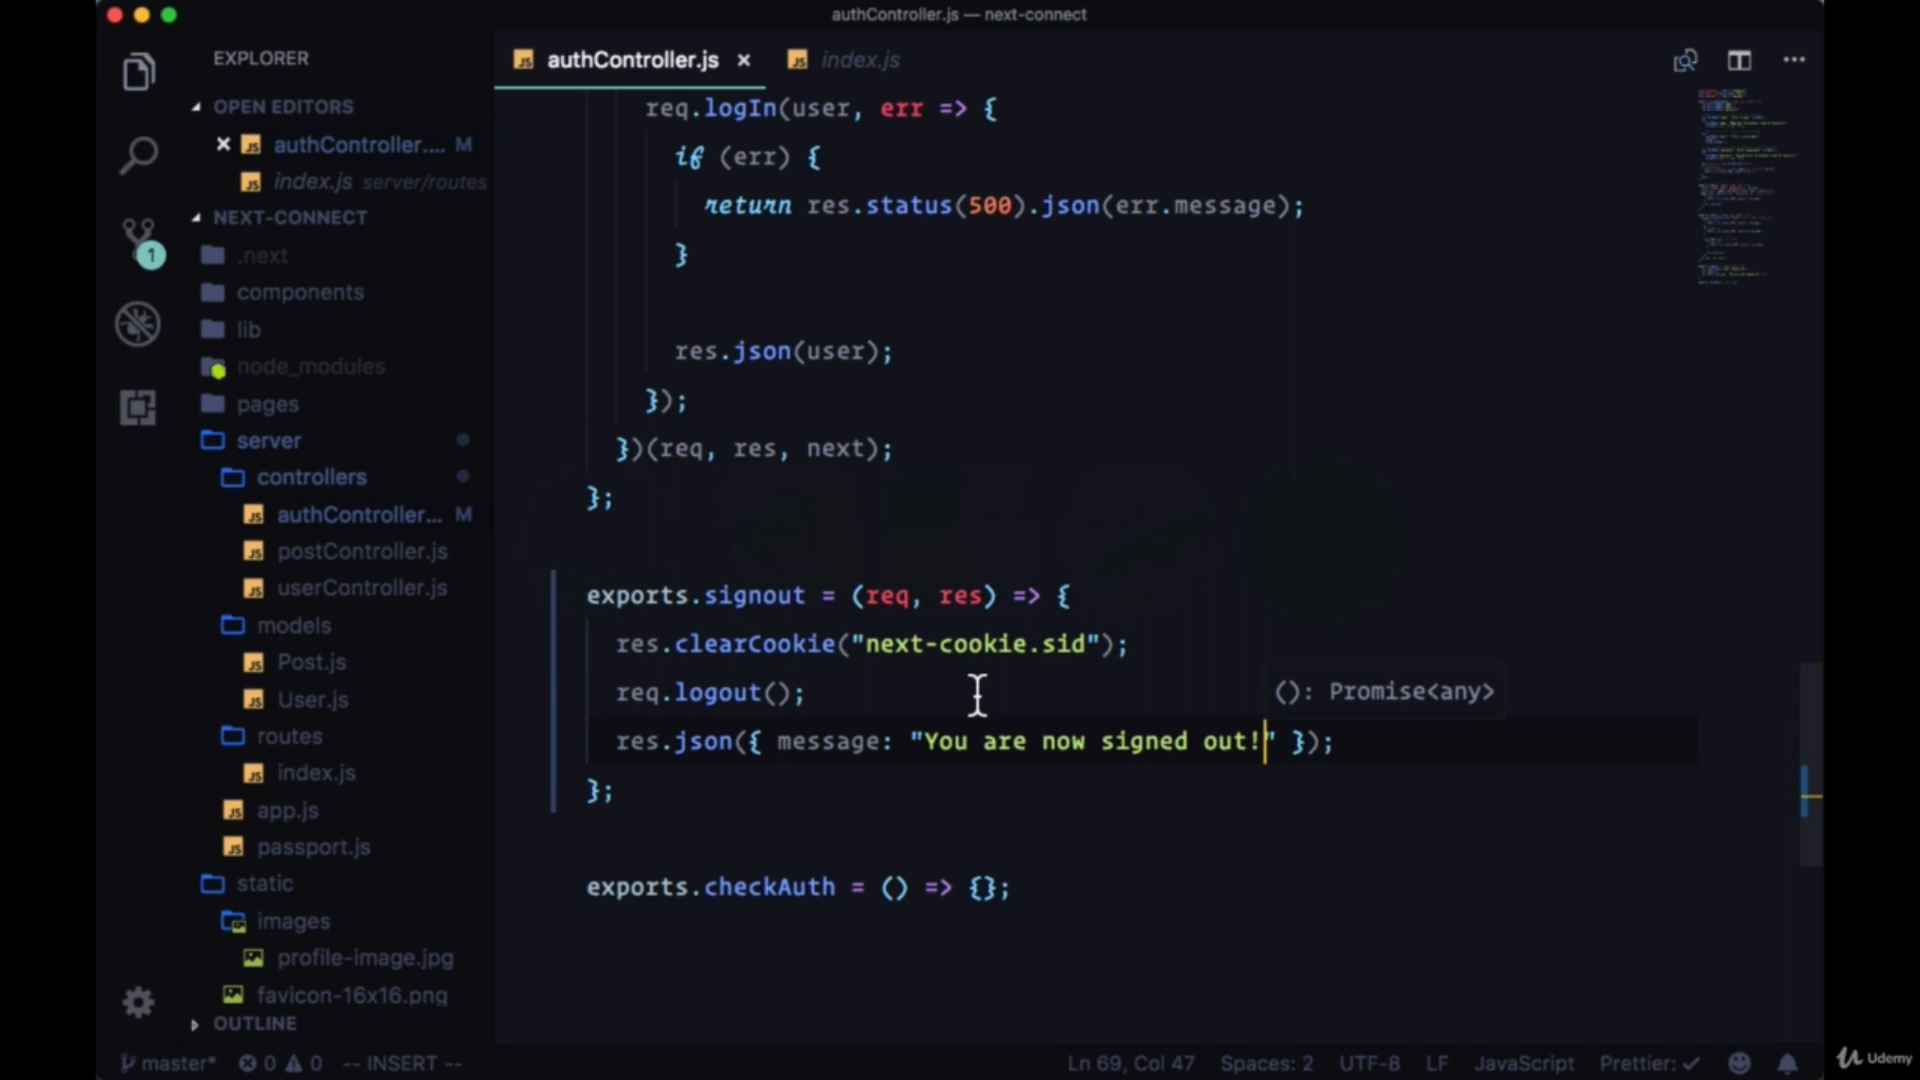 authController.js — next-connect
EXPLORER
OPEN EDITORS
authController.... M
index.js server/routes
NEXT-CONNECT
.next
components
lib
node_modules
pages
server
controllers
authController... M
postController.js
userController.js
models
Post.js
User.js
routes
index.js
app.js
passport.js
static
images
profile-image.jpg
favicon-16x16.png
OUTLINE
1
authController.js
index.js
req.logIn(user, err => {
if (err) {
return res.status(500).json(err.message);
}
res.json(user);
});
})(req, res, next);
};
exports.signout = (req, res) => {
res.clearCookie("next-cookie.sid");
req.logout();
(): Promise<any>
res.json({ message: "You are now signed out!" });
};
exports.checkAuth = () => {};
master* 0 0 -- INSERT --
Ln 69, Col 47 Spaces: 2 UTF-8 LF JavaScript Prettier: ✓
Udemy